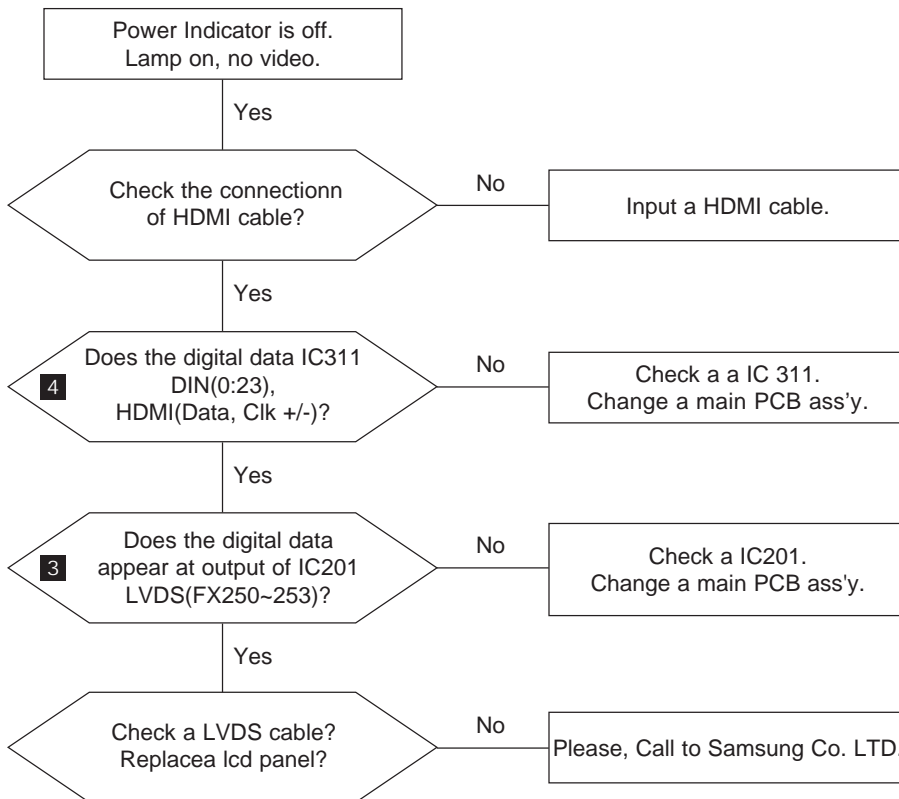 Power Indicator is off.
Lamp on, no video.
Yes
Check the connectionn
of HDMI cable?
No
Input a HDMI cable.
Yes
4
Does the digital data IC311
DIN(0:23),
HDMI(Data, Clk +/-)?
No
Check a a IC 311.
Change a main PCB ass’y.
Yes
3
Does the digital data
appear at output of IC201
LVDS(FX250~253)?
No
Check a IC201.
Change a main PCB ass'y.
Yes
Check a LVDS cable?
Replacea lcd panel?
No
Please, Call to Samsung Co. LTD.